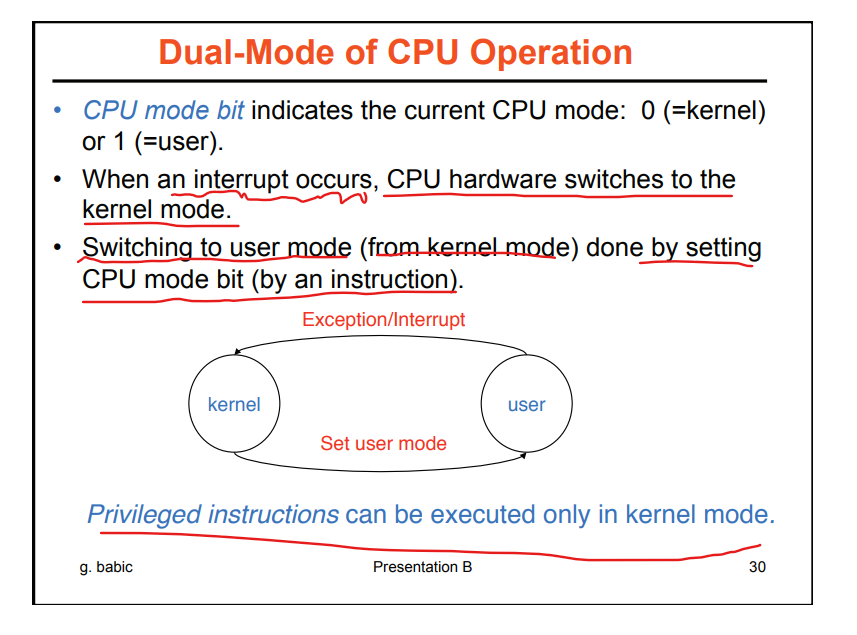 Dual-Mode of CPU Operation
• CPU mode bit indicates the current CPU mode:  0 (=kernel)
or 1 (=user).
• When an interrupt occurs, CPU hardware switches to the
kernel mode.
• Switching to user mode (from kernel mode) done by setting
CPU mode bit (by an instruction).
Exception/Interrupt
kernel
user
Set user mode
Privileged instructions can be executed only in kernel mode.
g. babic
Presentation B
30